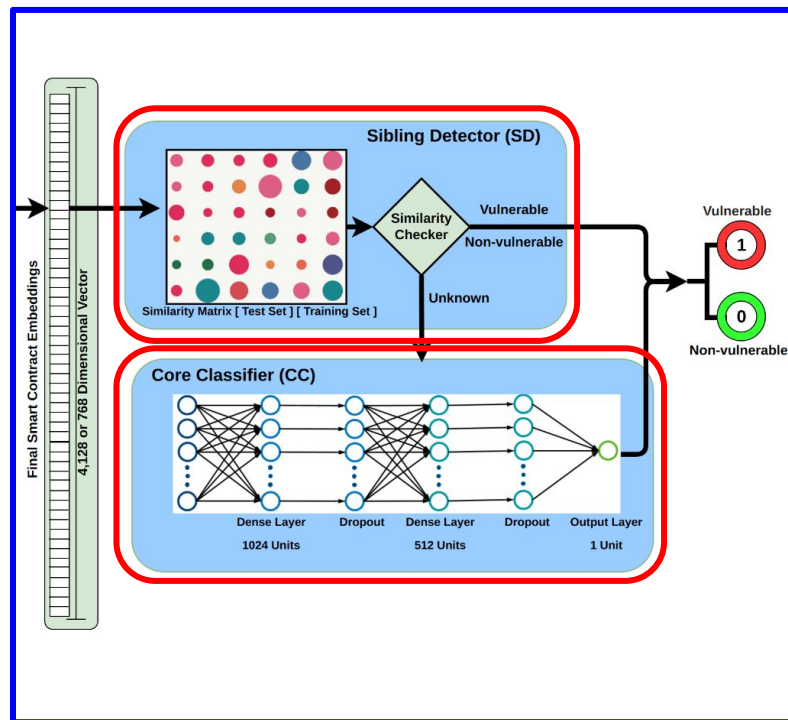 Final Smart Contract Embeddings
4,128 or 768 Dimensional Vector
Sibling Detector (SD)
Similarity
Checker
Vulnerable
Non-vulnerable
Unknown
Similarity Matrix [ Test Set ] [ Training Set ]
Core Classifier (CC)
Dense Layer
1024 Units
Dropout
Dense Layer
512 Units
Dropout
Output Layer
1 Unit
Vulnerable
1
0
Non-vulnerable